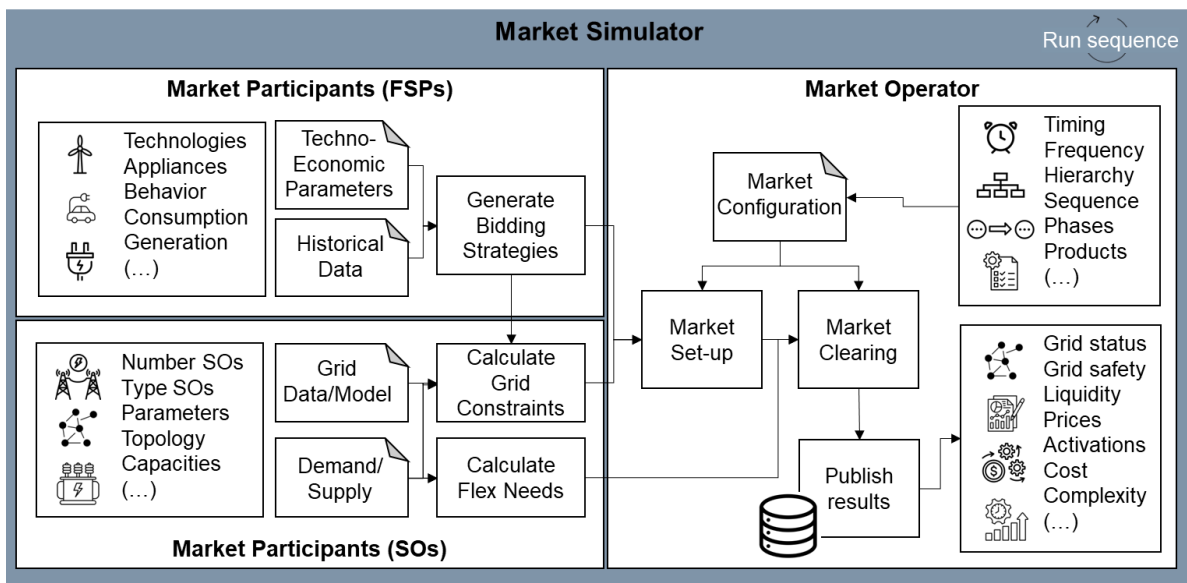 Market Simulator
Run sequence
Market Participants (FSPs)
Technologies
Appliances
Behavior
Consumption
Generation
(...)
Techno-
Economic
Parameters
Historical
Data
Generate
Bidding
Strategies
Number SOs
Type SOs
Parameters
Topology
Capacities
(...)
Grid
Data/Model
Demand/
Supply
Calculate
Grid
Constraints
Calculate
Flex Needs
Market Participants (SOs)
Market Operator
Market
Configuration
Timing
Frequency
Hierarchy
Sequence
Phases
Products
(...)
Market
Set-up
Market
Clearing
Publish
results
Grid status
Grid safety
Liquidity
Prices
Activations
Cost
Complexity
(...)